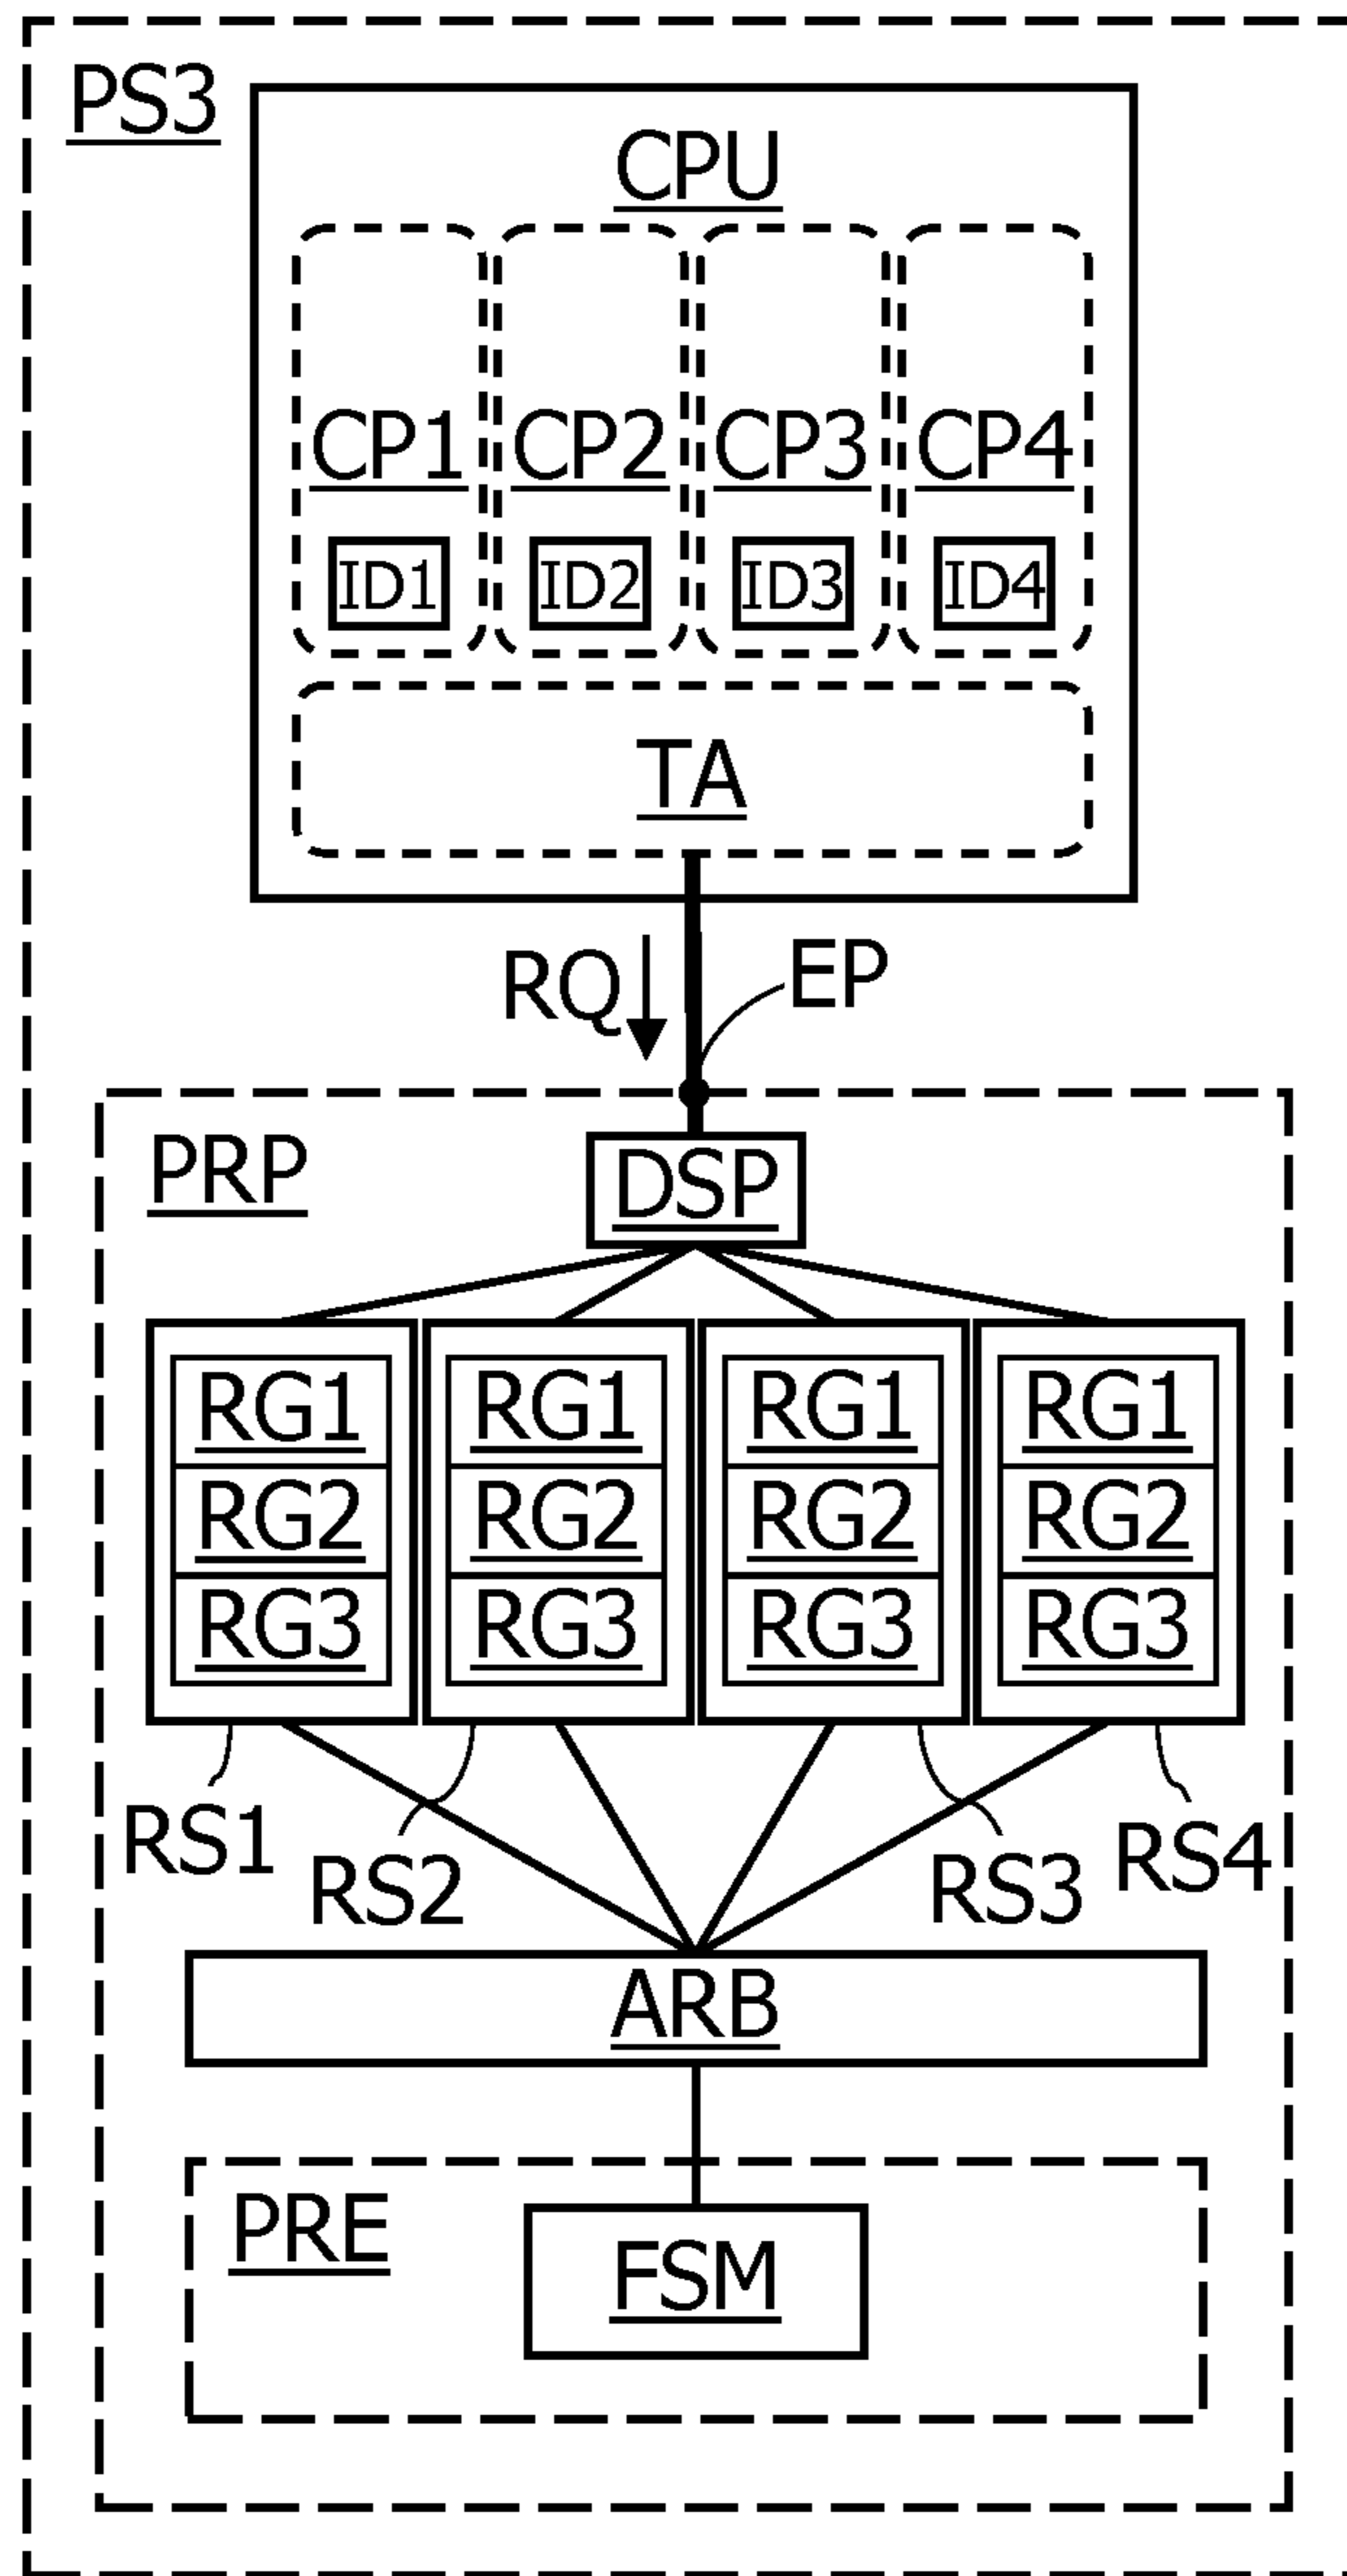 PS3
CPU
CP1 CP2 CP3 CP4
ID1 ID2 ID3 ID4
TA
RQ EP
PRP
DSP
RG1 RG1 RG1 RG1
RG2 RG2 RG2 RG2
RG3 RG3 RG3 RG3
RS1 RS2 RS3 RS4
ARB
PRE
FSM